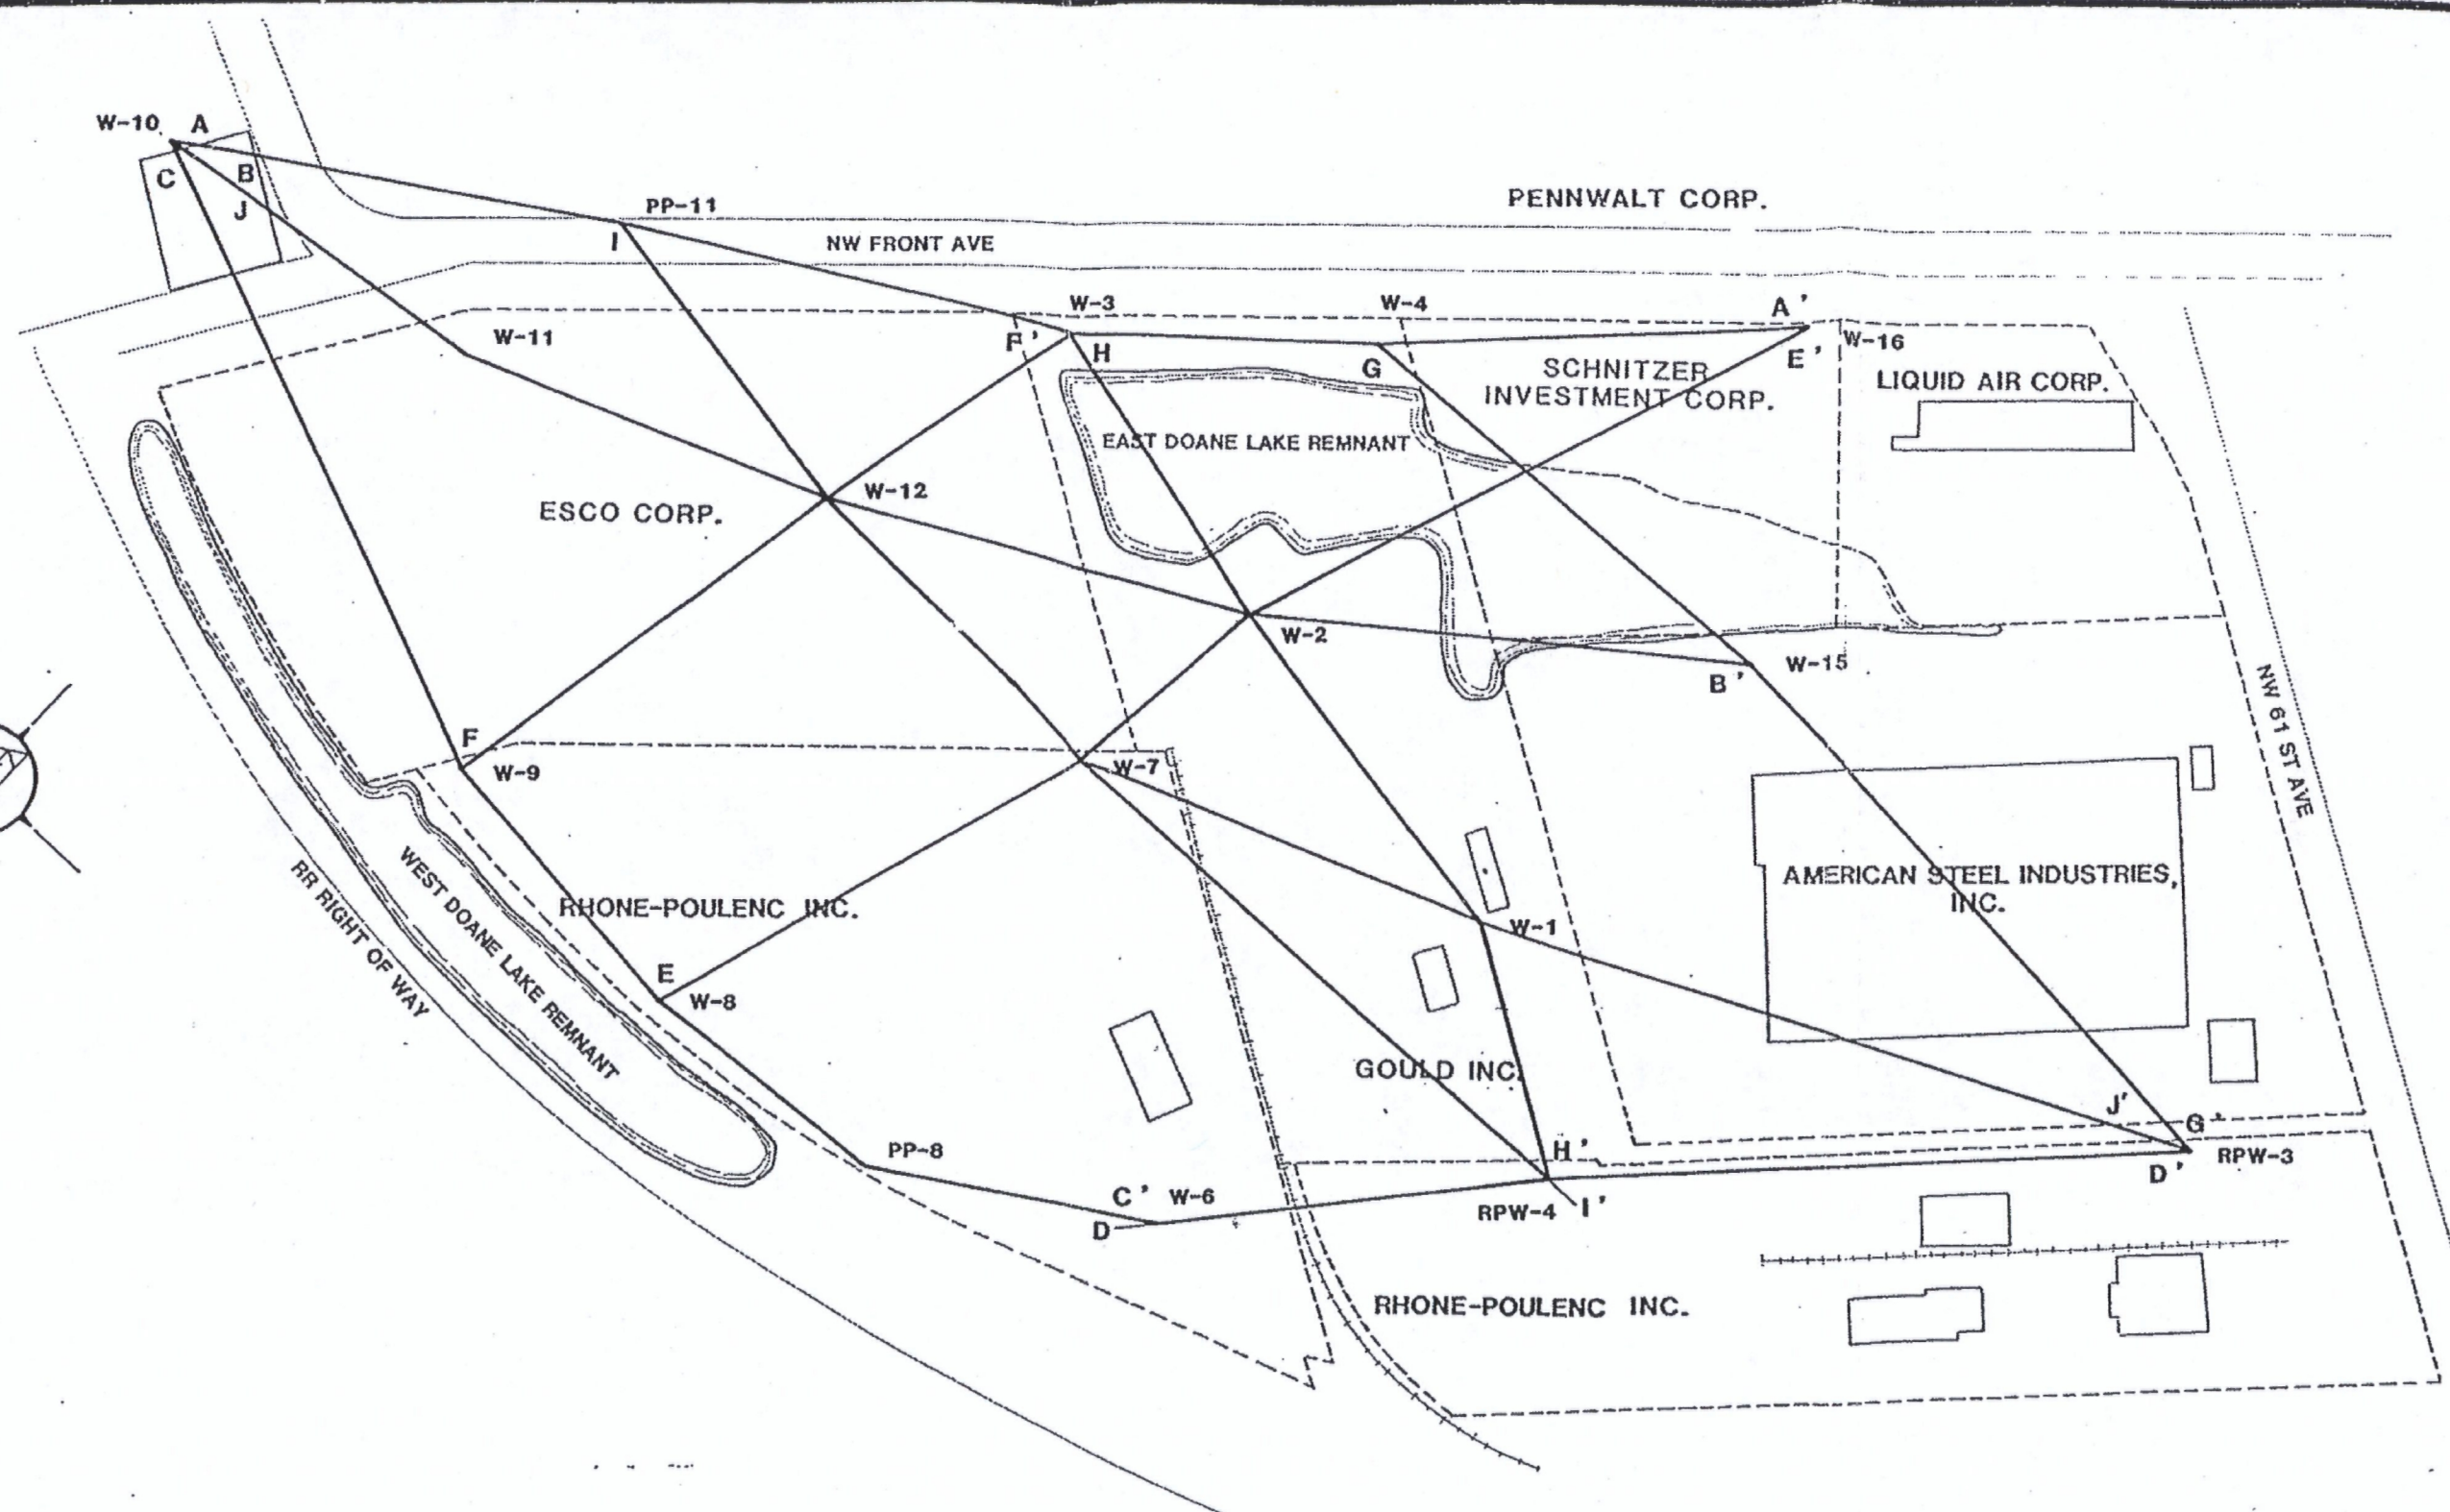 W-10
A
C
B
J
PP-11
I
NW FRONT AVE
PENNWALT CORP.
W-3
W-4
A'
W-11
F'
H
G
E'
W-16
SCHNITZER
INVESTMENT CORP.
LIQUID AIR CORP.
EAST DOANE LAKE REMNANT
W-12
ESCO CORP.
W-2
W-15
B'
NW 61 ST AVE
F
W-9
W-7
WEST DOANE LAKE REMNANT
RR RIGHT OF WAY
RHONE-POULENC INC.
AMERICAN STEEL INDUSTRIES,
INC.
W-1
E
W-8
GOULD INC.
J'
G'
H'
PP-8
RPW-3
D'
C'
W-6
D
RPW-4
I'
RHONE-POULENC INC.